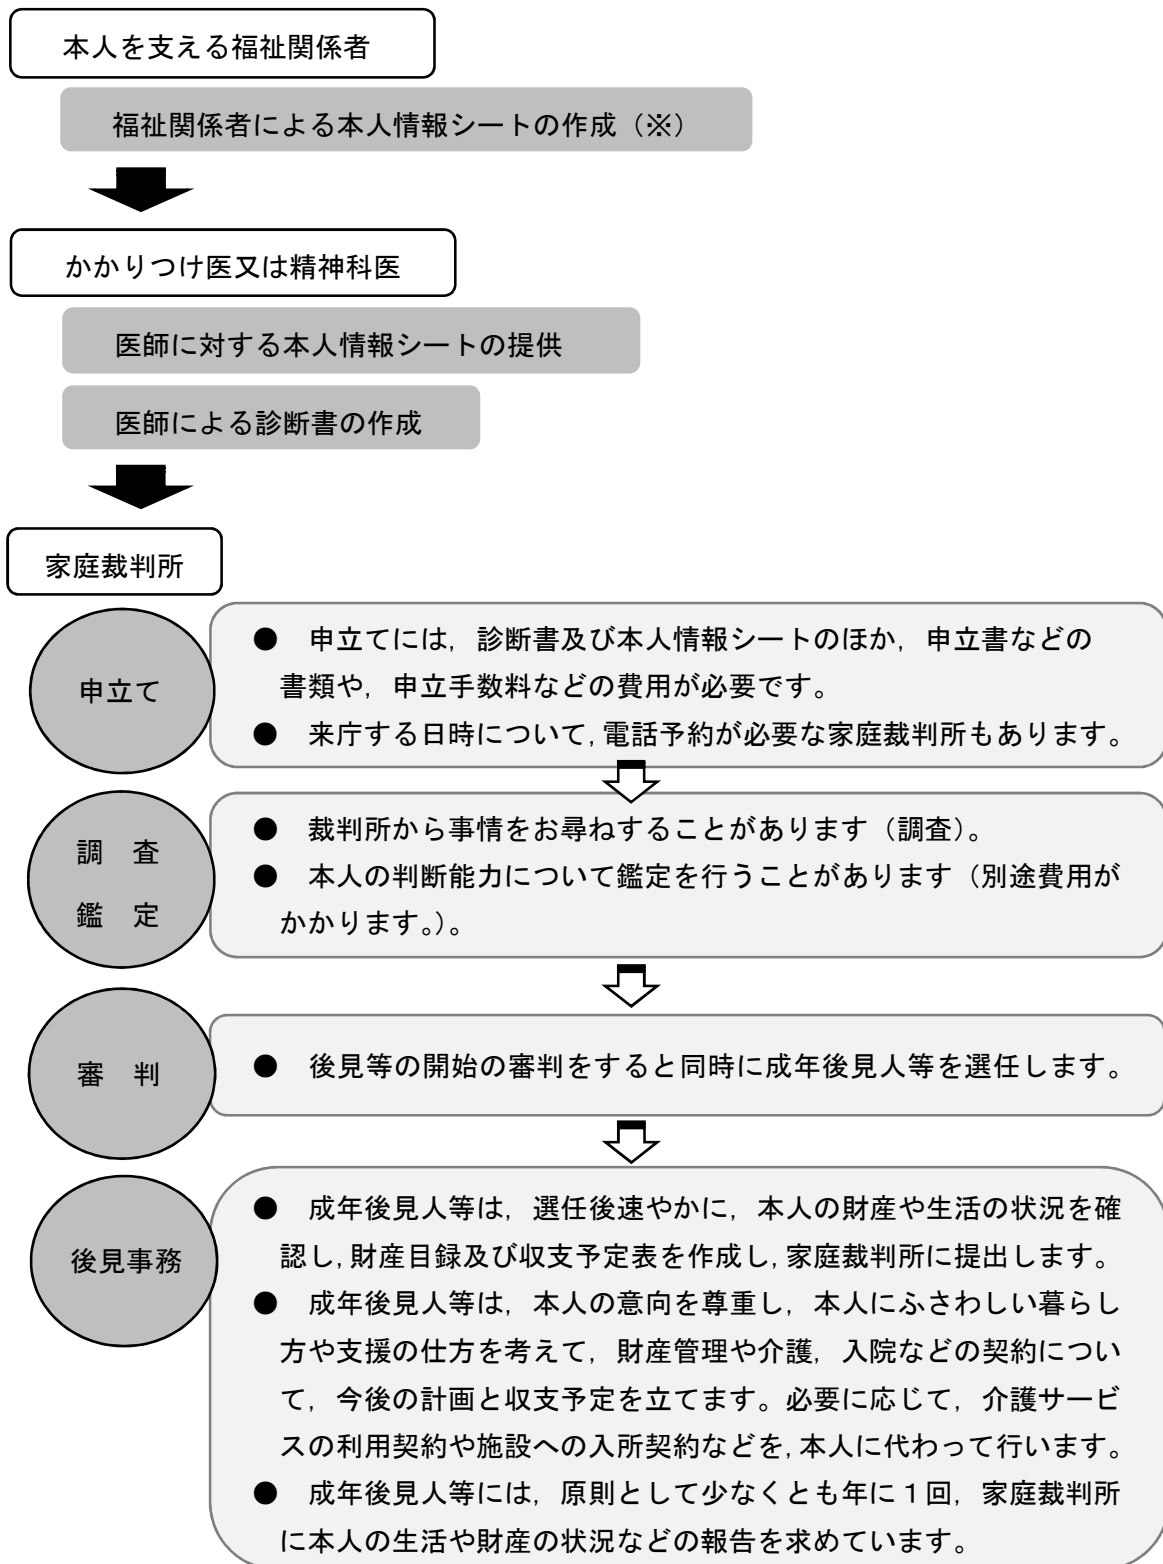 本人を支える福祉関係者
福祉関係者による本人情報シートの作成（※）
かかりつけ医又は精神科医
医師に対する本人情報シートの提供
医師による診断書の作成
家庭裁判所
申立て
●　申立てには，診断書及び本人情報シートのほか，申立書などの
書類や，申立手数料などの費用が必要です。
●　来庁する日時について，電話予約が必要な家庭裁判所もあります。
調　査
鑑　定
●　裁判所から事情をお尋ねすることがあります（調査）。
●　本人の判断能力について鑑定を行うことがあります（別途費用が
かかります。）。
審　判
●　後見等の開始の審判をすると同時に成年後見人等を選任します。
後見事務
●　成年後見人等は，選任後速やかに，本人の財産や生活の状況を確
認し，財産目録及び収支予定表を作成し，家庭裁判所に提出します。
●　成年後見人等は，本人の意向を尊重し，本人にふさわしい暮らし
方や支援の仕方を考えて，財産管理や介護，入院などの契約につい
て，今後の計画と収支予定を立てます。必要に応じて，介護サービ
スの利用契約や施設への入所契約などを，本人に代わって行います。
●　成年後見人等には，原則として少なくとも年に１回，家庭裁判所
に本人の生活や財産の状況などの報告を求めています。